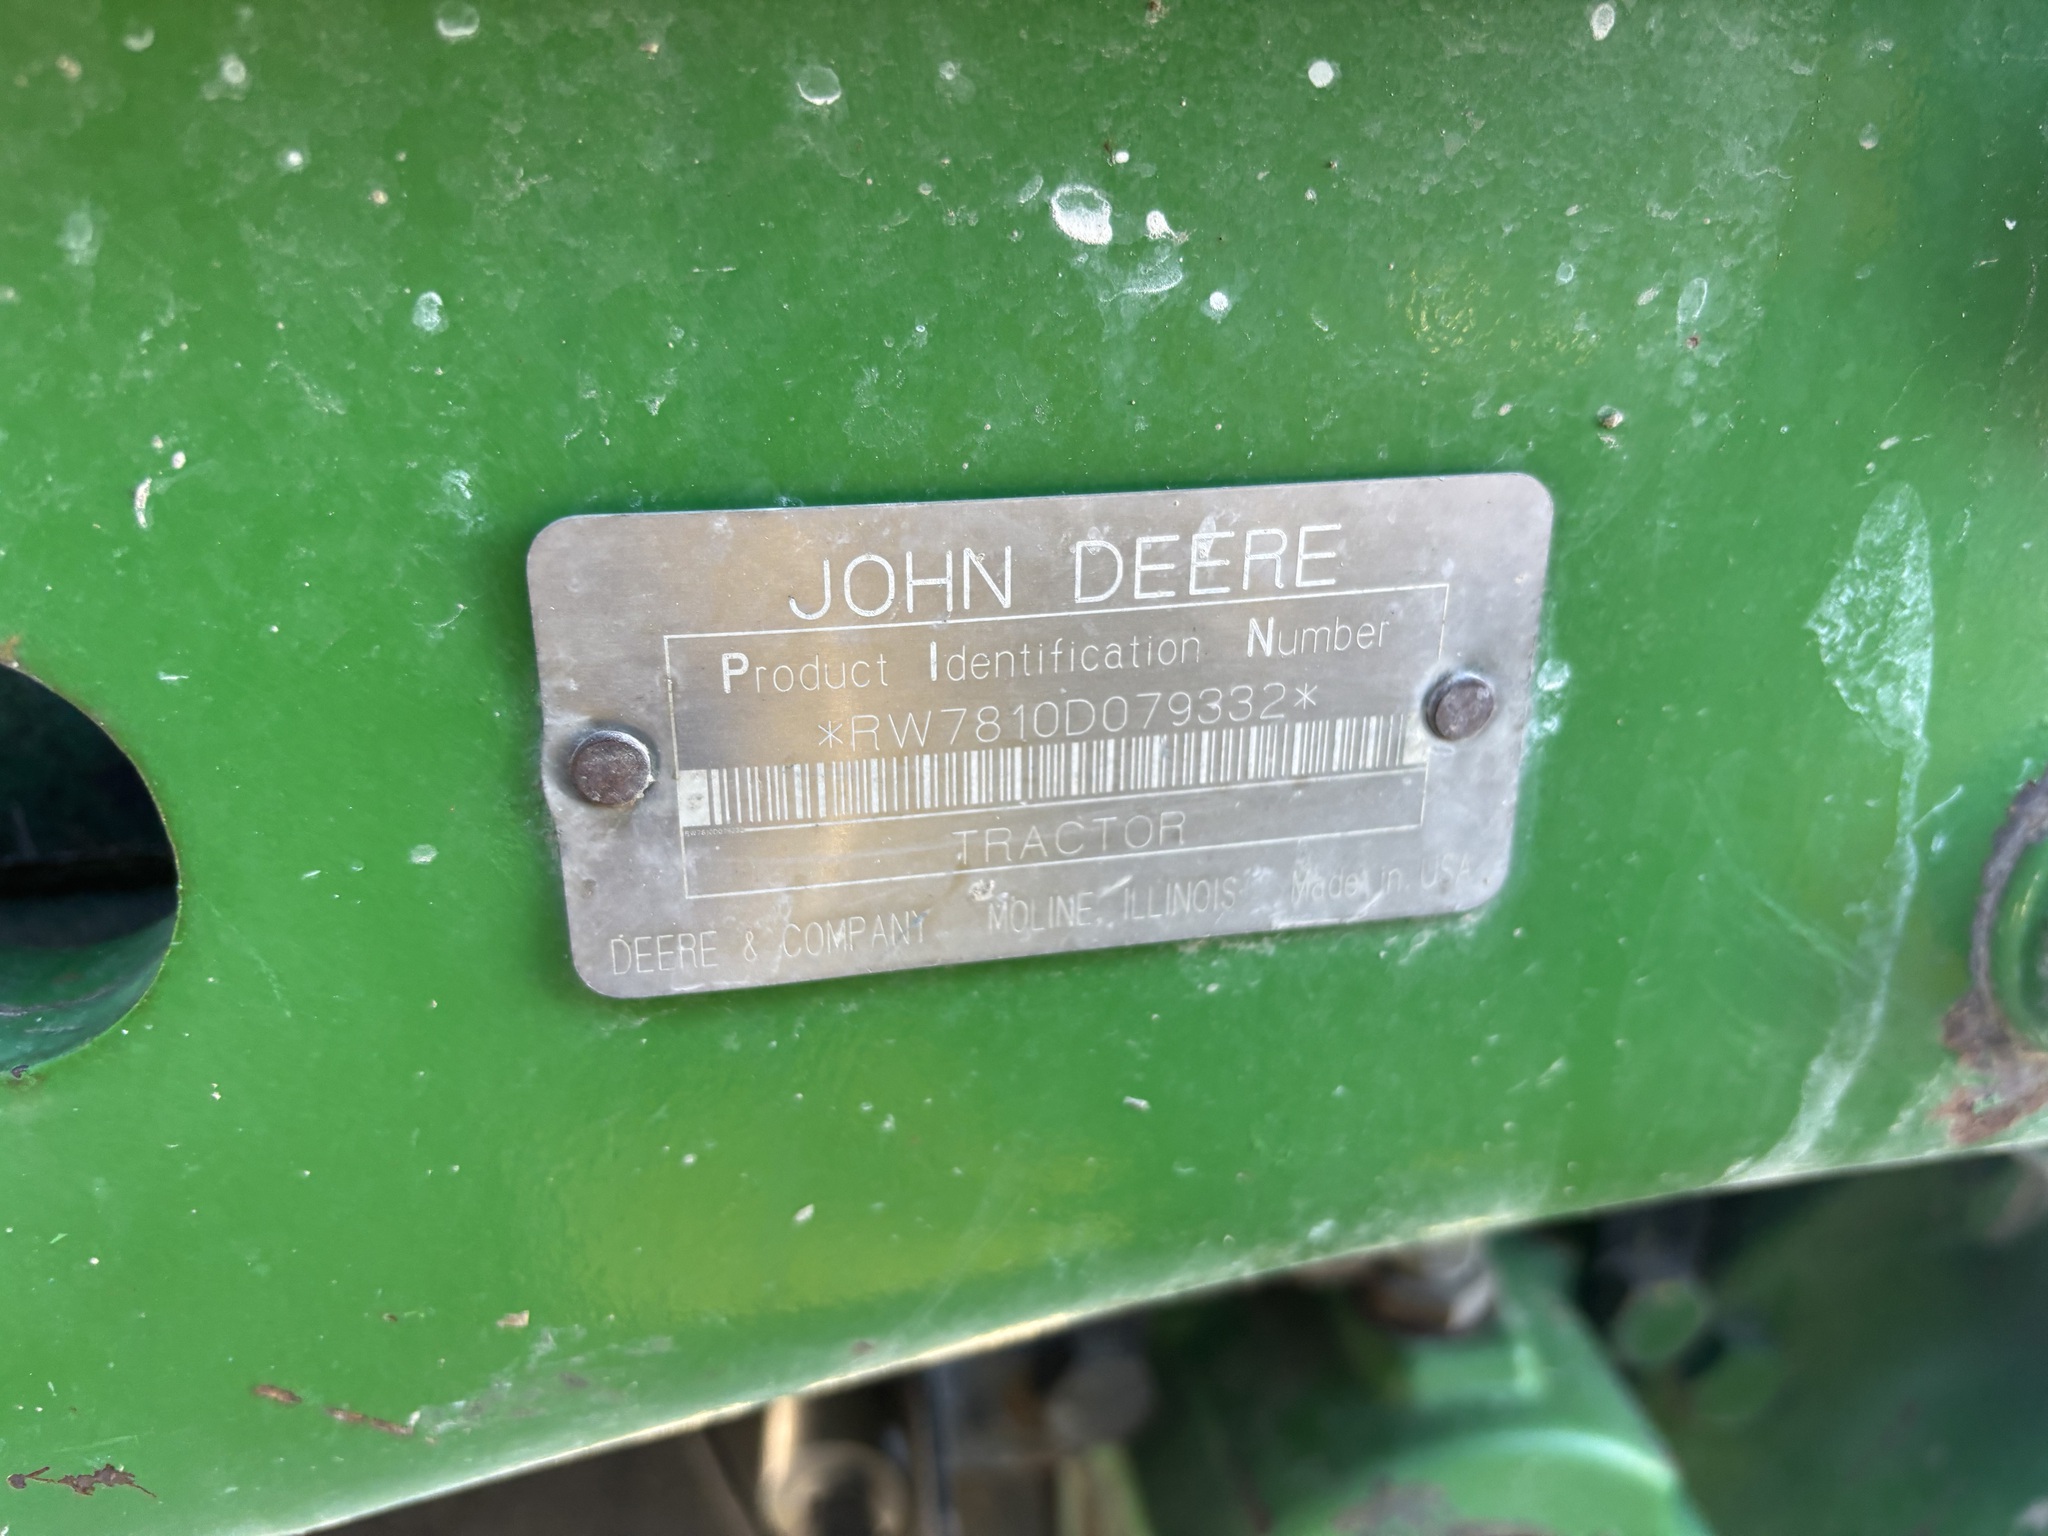 JOHN DEERE
Product Identification Number
*RW7810D079332*
TRACTOR
DEERE & COMPANY MOLINE, ILLINOIS Made in USA